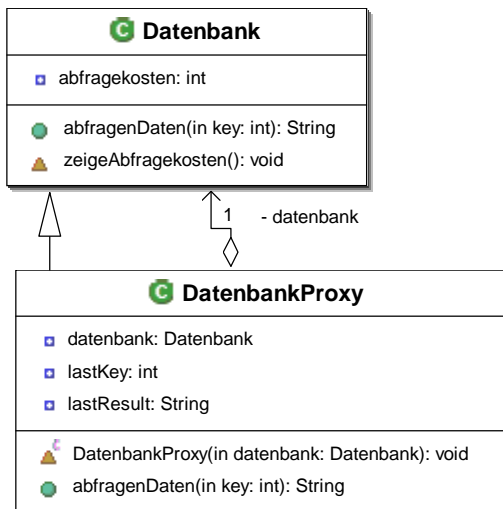 C Datenbank
abfragekosten: int
abfragenDaten(in key: int): String
zeigeAbfragekosten(): void
1 - datenbank
C DatenbankProxy
datenbank: Datenbank
lastKey: int
lastResult: String
C DatenbankProxy(in datenbank: Datenbank): void
abfragenDaten(in key: int): String